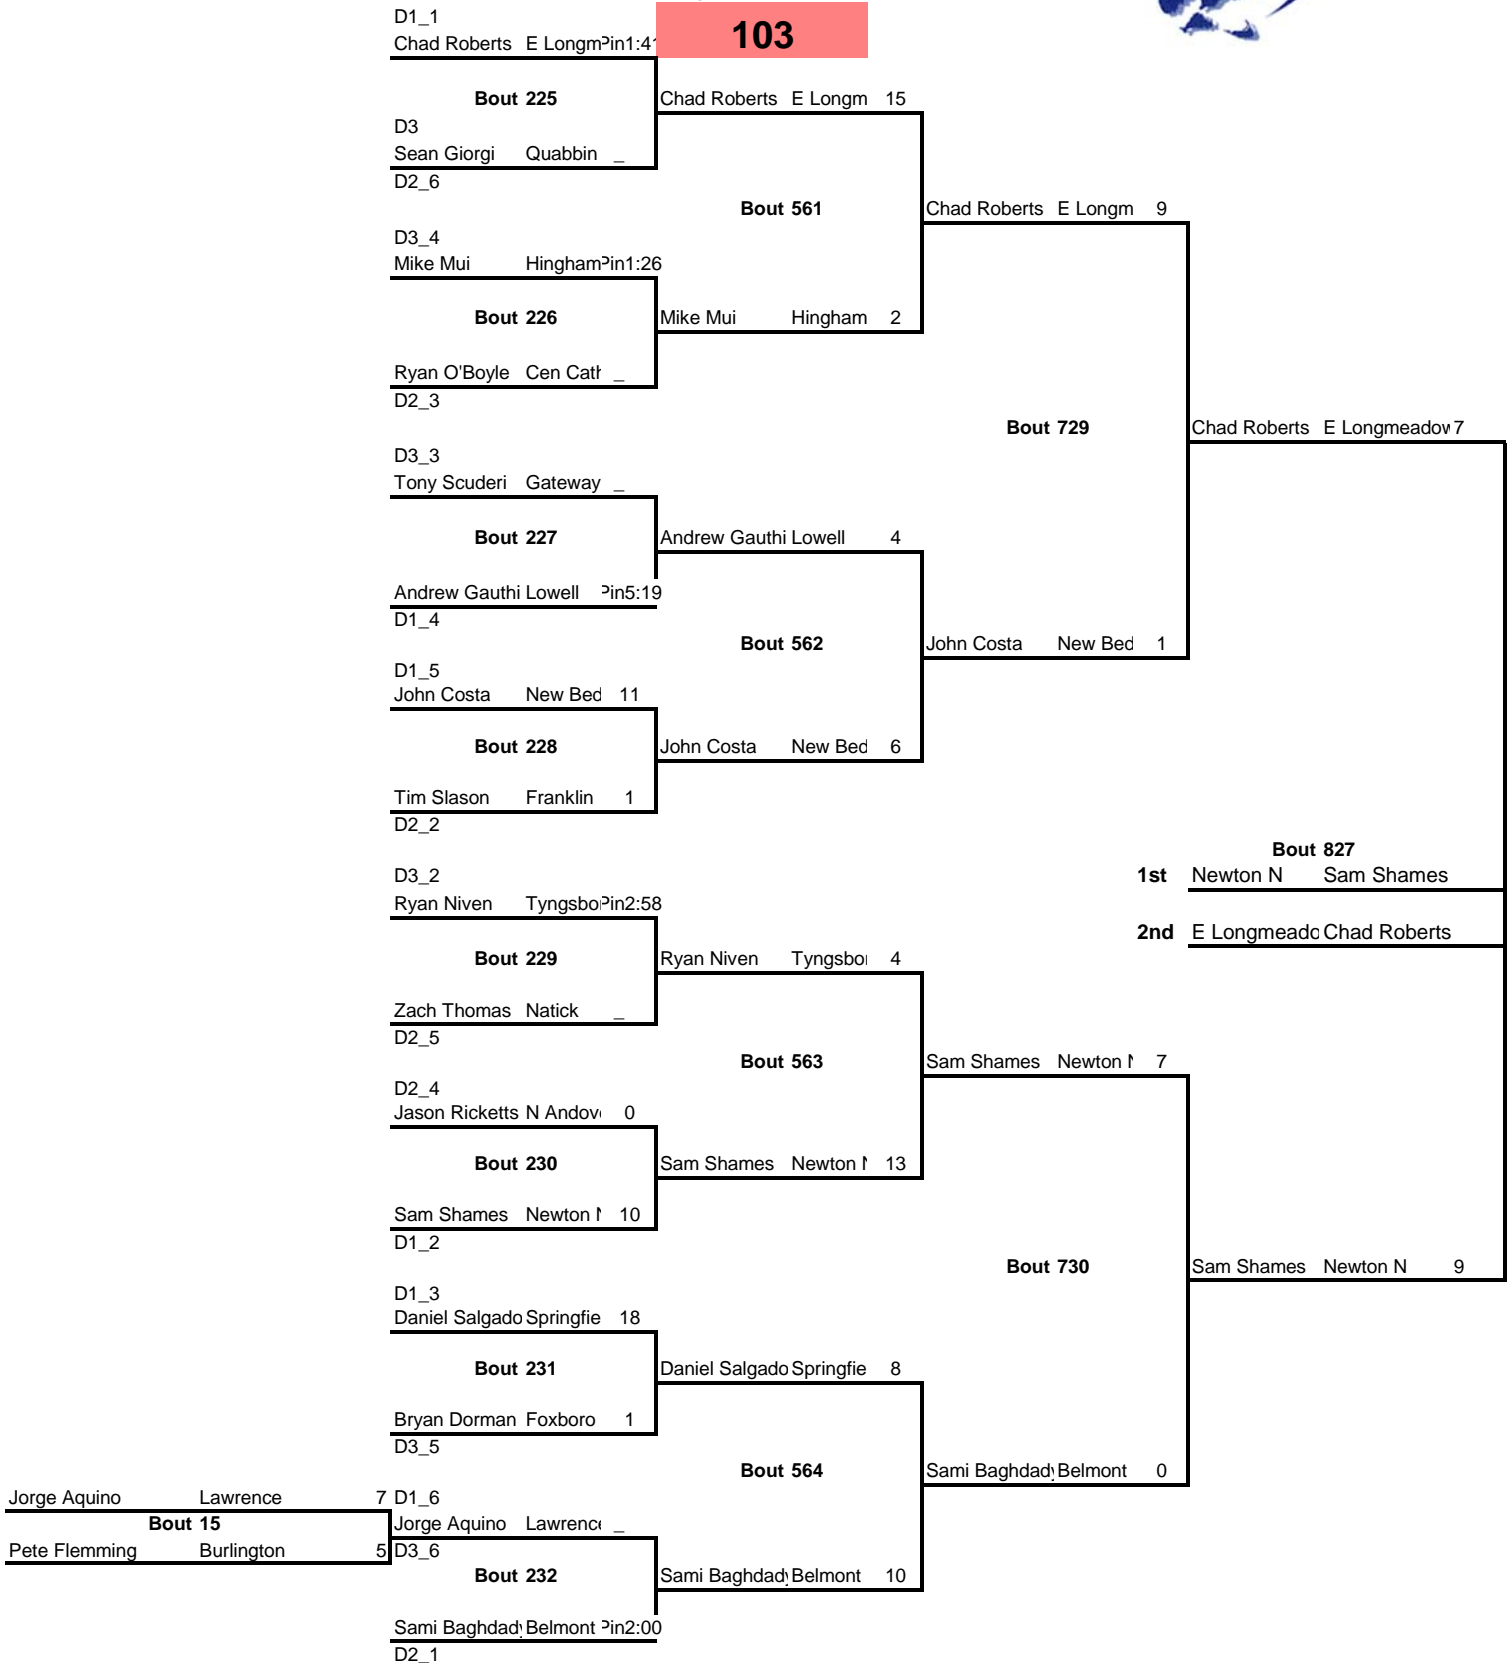 D1_1
103
Chad Roberts E Longm Pin1:41
Bout 225
Chad Roberts E Longm 15
D3
Sean Giorgi Quabbin _
D2_6
Bout 561
Chad Roberts E Longm 9
D3_4
Mike Mui Hingham Pin1:26
Bout 226
Mike Mui Hingham 2
Ryan O'Boyle Cen Cath _
D2_3
Bout 729
Chad Roberts E Longmeadow 7
D3_3
Tony Scuderi Gateway _
Bout 227
Andrew Gauthi Lowell 4
Andrew Gauthi Lowell Pin5:19
D1_4
Bout 562
John Costa New Bed 1
D1_5
John Costa New Bed 11
Bout 228
John Costa New Bed 6
Tim Slason Franklin 1
D2_2
Bout 827
D3_2
1st Newton N Sam Shames
Ryan Niven Tyngsbor Pin2:58
2nd E Longmeado Chad Roberts
Bout 229
Ryan Niven Tyngsbor 4
Zach Thomas Natick _
D2_5
Bout 563
Sam Shames Newton N 7
D2_4
Jason Ricketts N Andove 0
Bout 230
Sam Shames Newton N 13
Sam Shames Newton N 10
D1_2
Bout 730
Sam Shames Newton N 9
D1_3
Daniel Salgado Springfie 18
Bout 231
Daniel Salgado Springfie 8
Bryan Dorman Foxboro 1
D3_5
Bout 564
Sami Baghdady Belmont 0
Jorge Aquino Lawrence 7
D1_6
Bout 15
Jorge Aquino Lawrence _
Pete Flemming Burlington 5
D3_6
Bout 232
Sami Baghdady Belmont 10
Sami Baghdady Belmont Pin2:00
D2_1